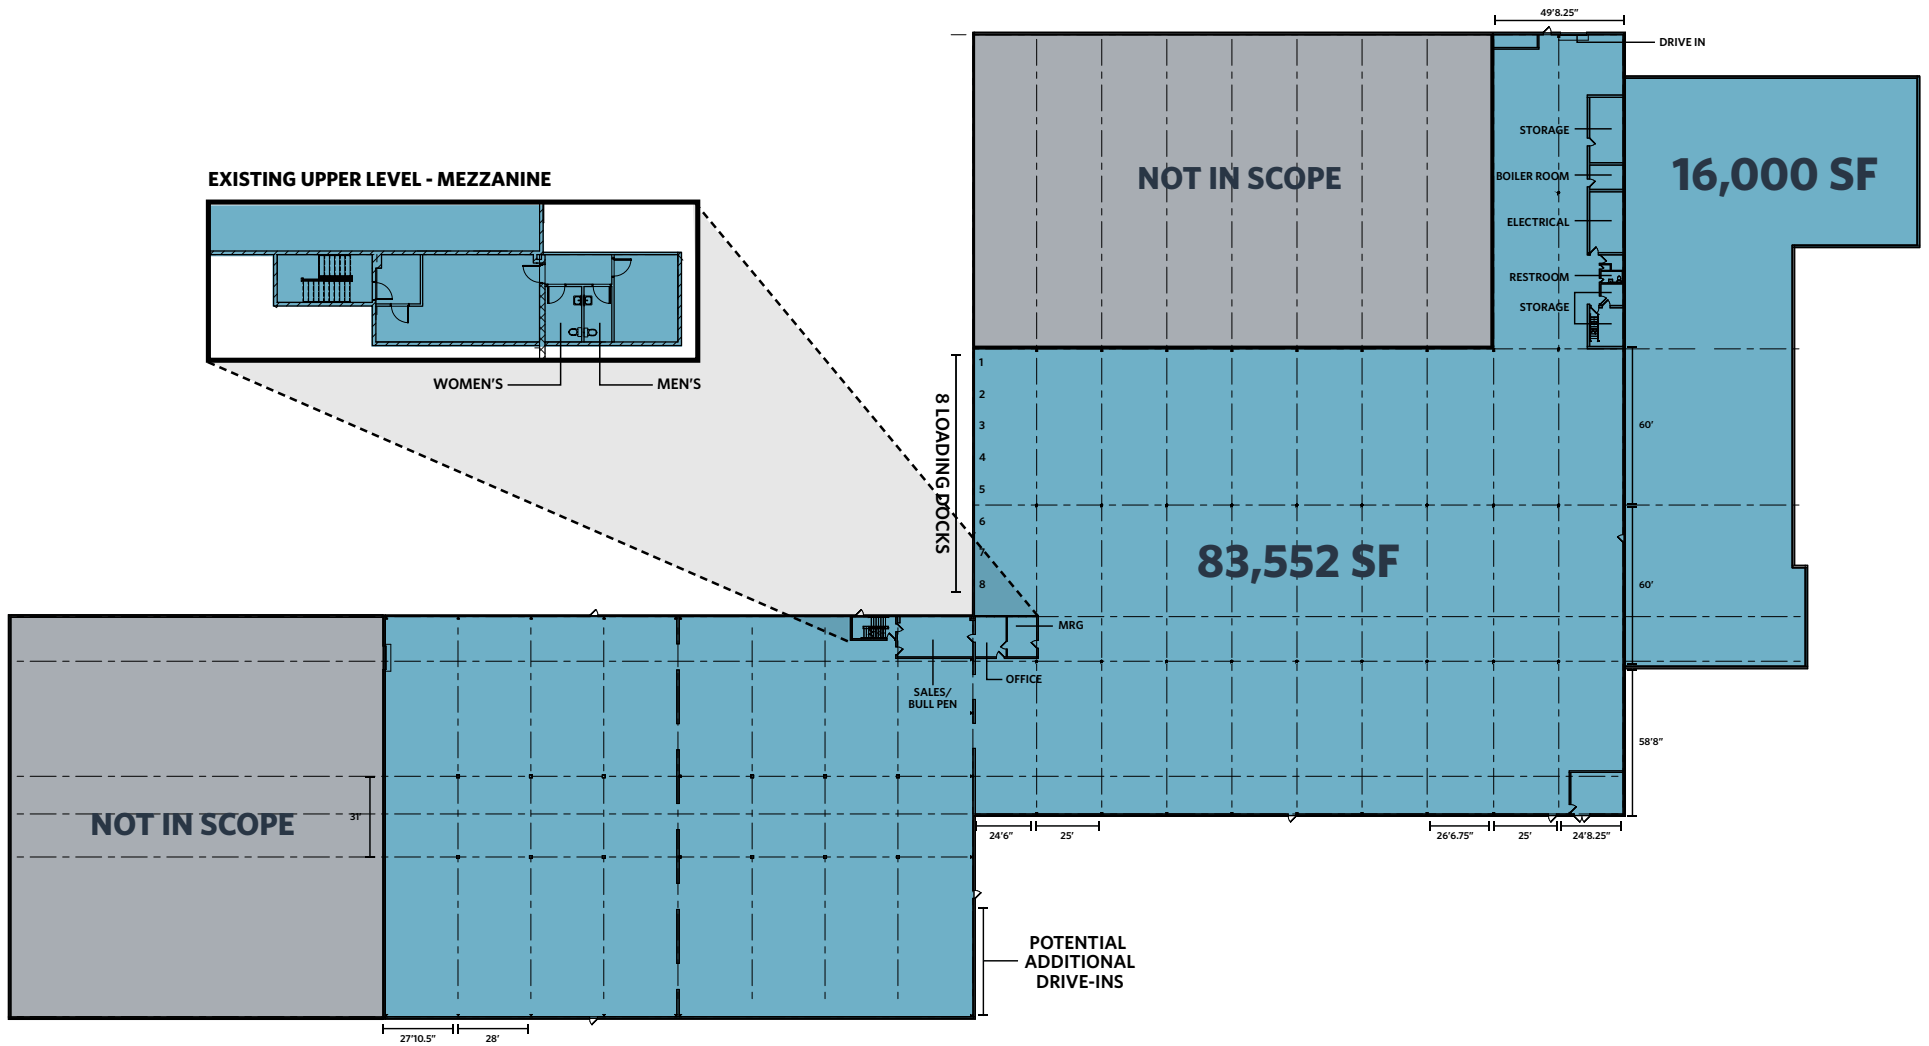 49'8.25"
DRIVE IN
STORAGE
BOILER ROOM
ELECTRICAL
RESTROOM
STORAGE
16,000 SF
NOT IN SCOPE
EXISTING UPPER LEVEL - MEZZANINE
WOMEN'S
MEN'S
8 LOADING DOCKS
1
2
3
4
5
6
7
8
83,552 SF
60'
60'
58'8"
MRG
OFFICE
SALES/
BULL PEN
NOT IN SCOPE
31'
24'6"
25'
26'6.75"
25'
24'8.25"
POTENTIAL
ADDITIONAL
DRIVE-INS
27'10.5"
28'